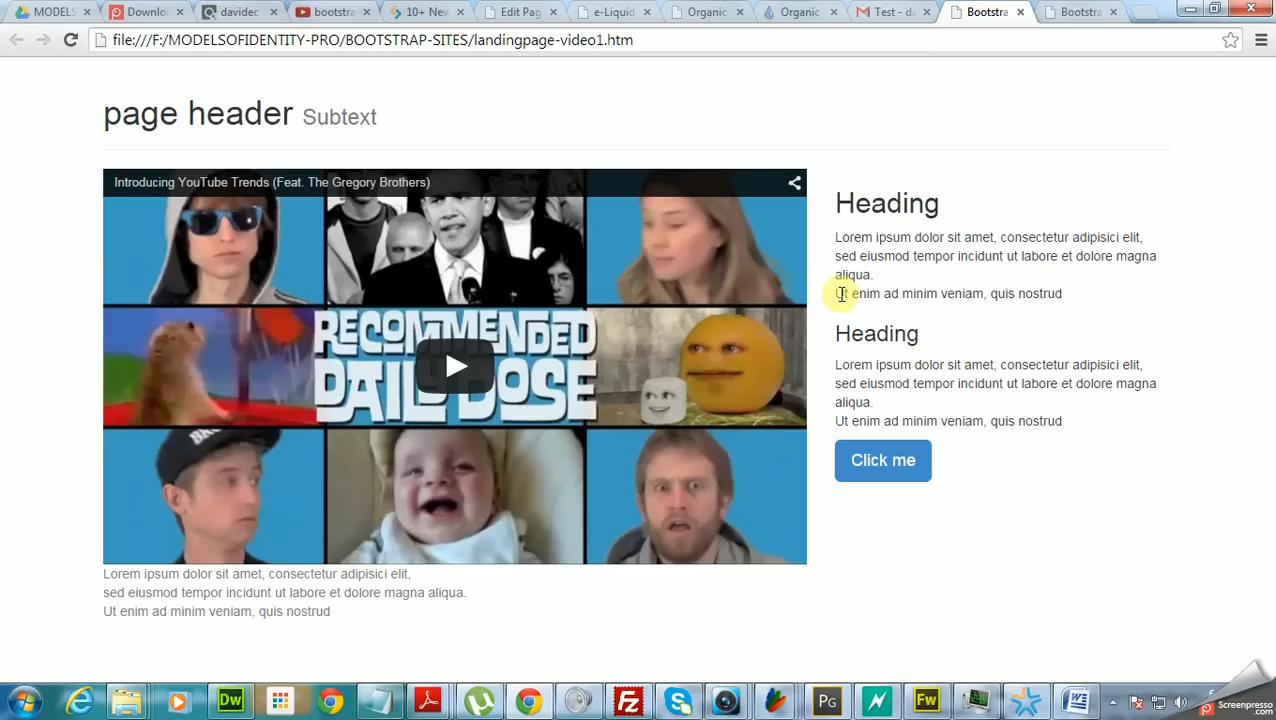 MODELS
Downloa
davidec
bootstra
10+ New
Edit Pag
e-Liquid
Organic
Organic
Test - da
Bootstra
Bootstra
file:///F:/MODELSOFIDENTITY-PRO/BOOTSTRAP-SITES/landingpage-video1.htm
page header Subtext
Introducing YouTube Trends (Feat. The Gregory Brothers)
RECOMMENDED
DAILY DOSE
Lorem ipsum dolor sit amet, consectetur adipisici elit,
sed eiusmod tempor incidunt ut labore et dolore magna aliqua.
Ut enim ad minim veniam, quis nostrud
Heading
Lorem ipsum dolor sit amet, consectetur adipisici elit,
sed eiusmod tempor incidunt ut labore et dolore magna
aliqua.
Ut enim ad minim veniam, quis nostrud
Heading
Lorem ipsum dolor sit amet, consectetur adipisici elit,
sed eiusmod tempor incidunt ut labore et dolore magna
aliqua.
Ut enim ad minim veniam, quis nostrud
Click me
Dw
Pg
Fw
Screenpresso
.com